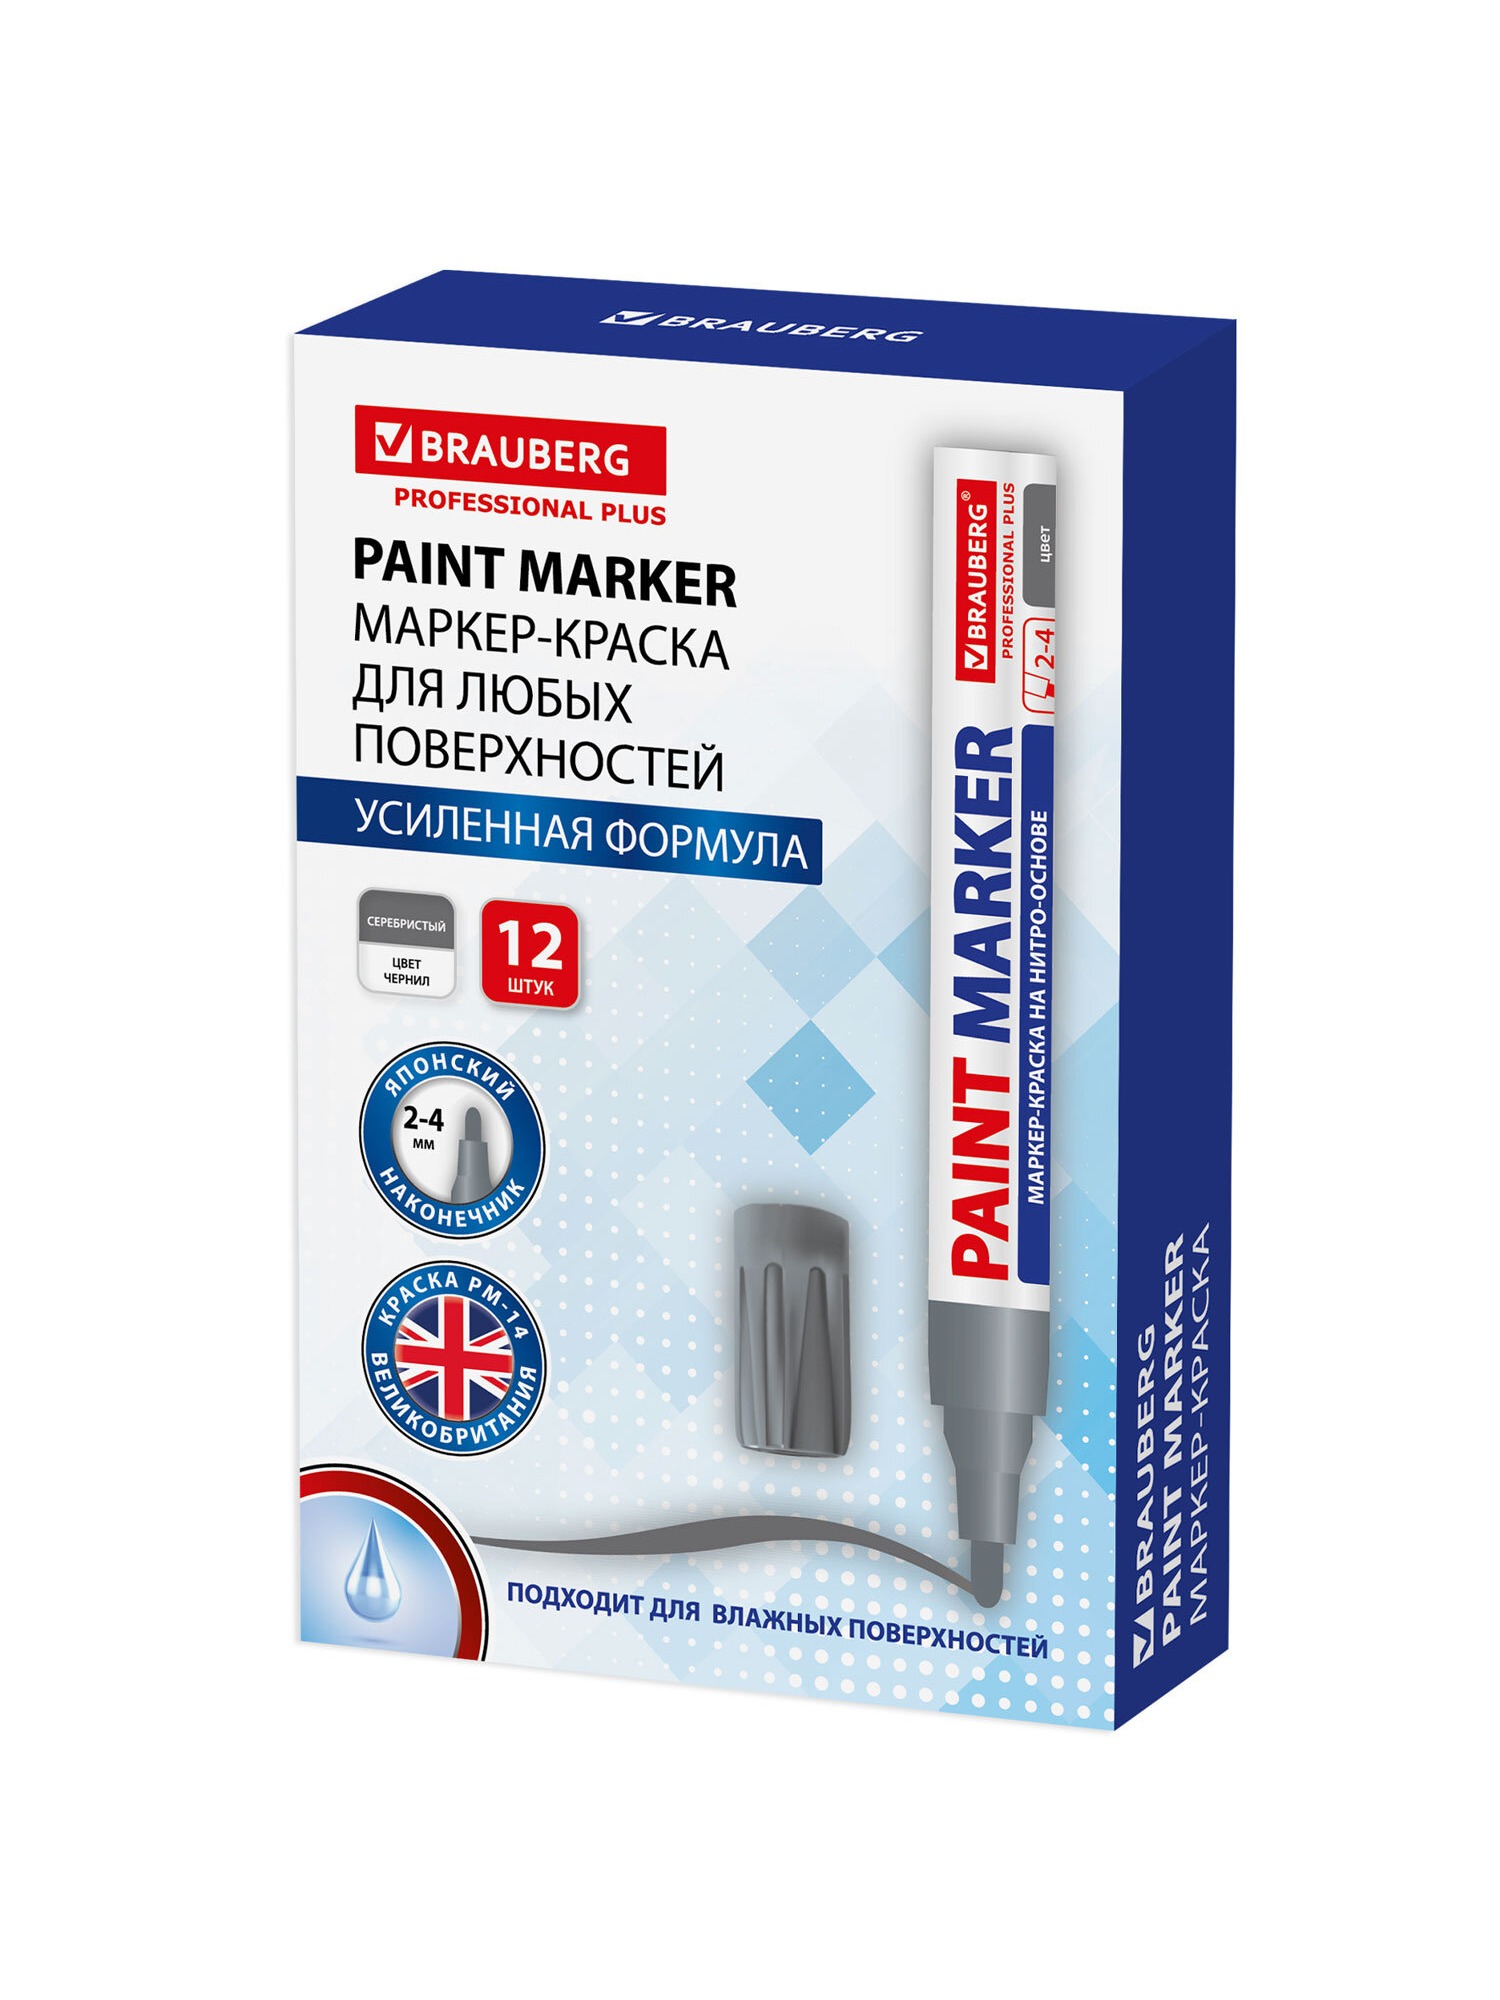 BRAUBERG
BRAUBERG
PROFESSIONAL PLUS
PAINT MARKER
МАРКЕР-КРАСКА
ДЛЯ ЛЮБЫХ
ПОВЕРХНОСТЕЙ
УСИЛЕННАЯ ФОРМУЛА
СЕРЕБРИСТЫЙ
ЦВЕТ
ЧЕРНИЛ
12
ШТУК
ЯПОНСКИЙ
2-4
мм
НАКОНЕЧНИК
КРАСКА PM-14
ВЕЛИКОБРИТАНИЯ
ПОДХОДИТ ДЛЯ ВЛАЖНЫХ ПОВЕРХНОСТЕЙ
BRAUBERG®
PROFESSIONAL PLUS
цвет
2-4
PAINT MARKER
МАРКЕР-КРАСКА НА НИТРО-ОСНОВЕ
BRAUBERG
PAINT MARKER
МАРКЕР-КРАСКА